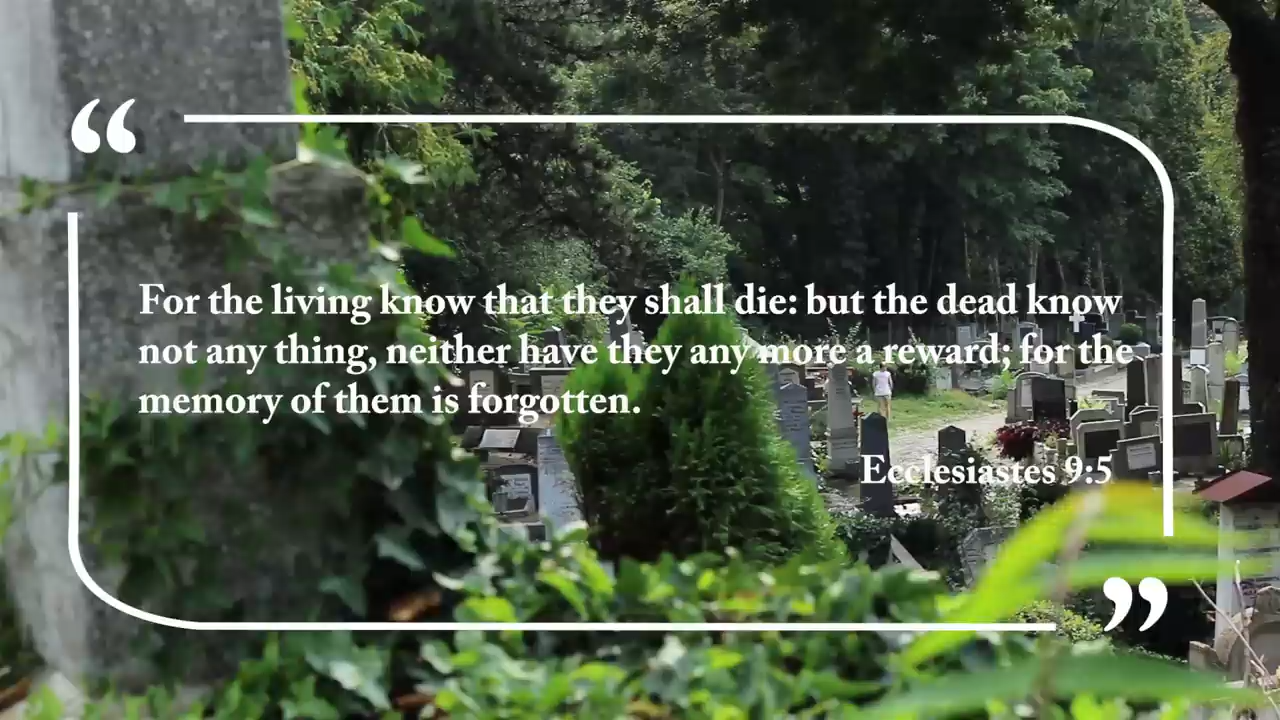 “
For the living know that they shall die: but the dead know
not any thing, neither have they any more a reward; for the
memory of them is forgotten.
Ecclesiastes 9:5
”